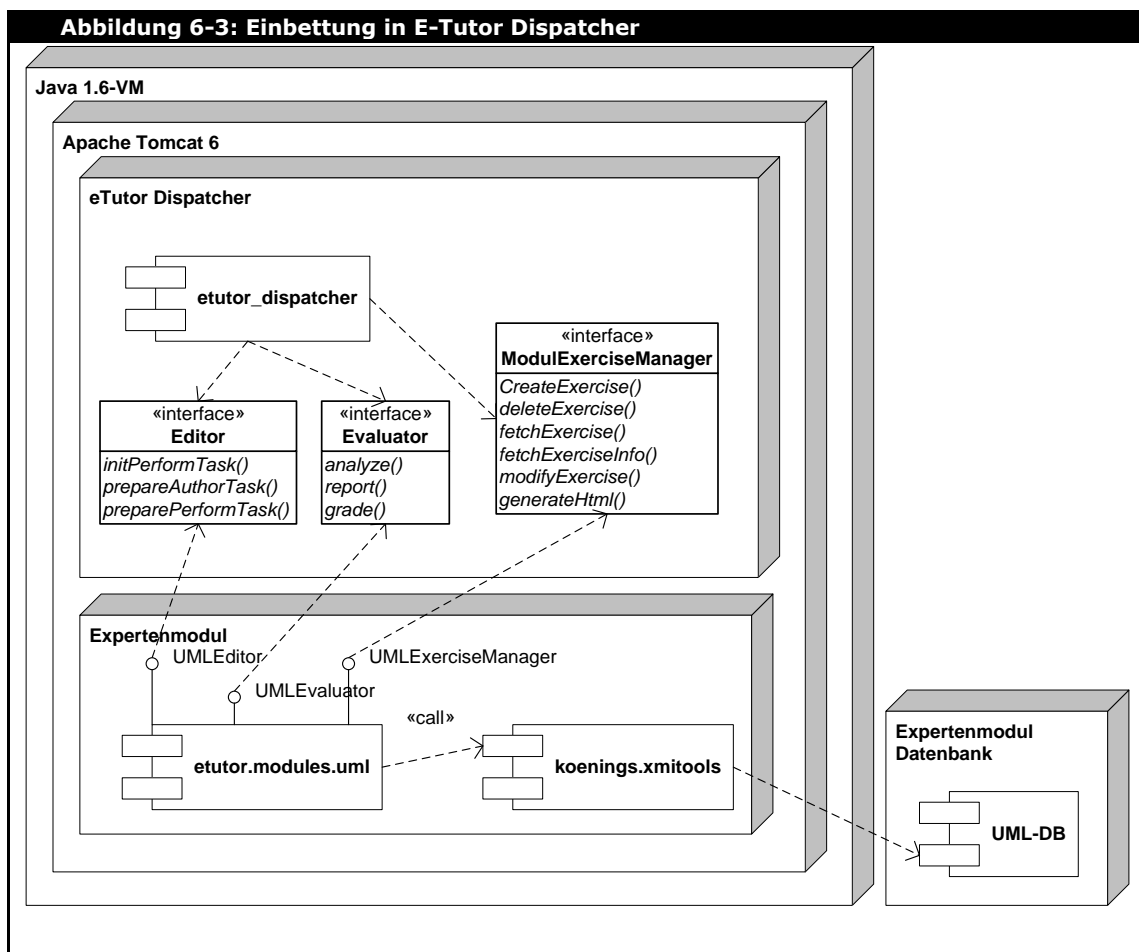 Abbildung 6-3: Einbettung in E-Tutor Dispatcher
Java 1.6-VM
Apache Tomcat 6
eTutor Dispatcher
etutor_dispatcher
«interface»
Editor
initPerformTask()
prepareAuthorTask()
preparePerformTask()
«interface»
Evaluator
analyze()
report()
grade()
«interface»
ModulExerciseManager
CreateExercise()
deleteExercise()
fetchExercise()
fetchExerciseInfo()
modifyExercise()
generateHtml()
Expertenmodul
UMLEditor
UMLEvaluator
UMLExerciseManager
etutor.modules.uml
«call»
koenings.xmitools
Expertenmodul
Datenbank
UML-DB